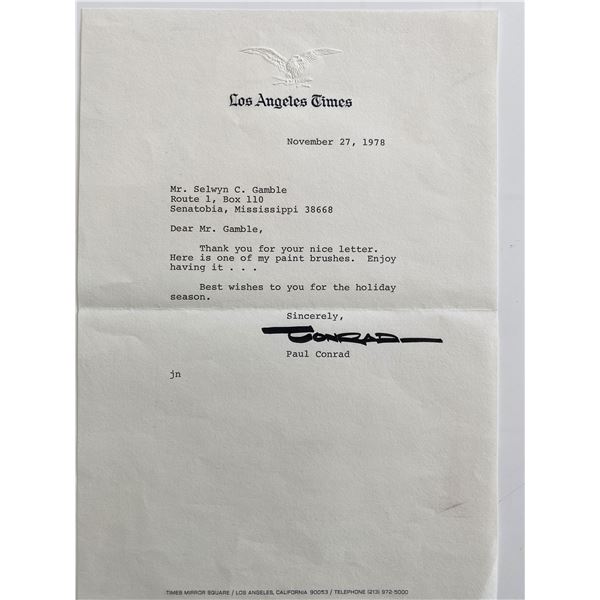 Los Angeles Times
November 27, 1978
Mr. Selwyn C. Gamble
Route 1, Box 110
Senatobia, Mississippi 38668
Dear Mr. Gamble,
Thank you for your nice letter.
Here is one of my paint brushes. Enjoy
having it . . .
Best wishes to you for the holiday
season.
Sincerely,
CONRAD
Paul Conrad
jn
TIMES MIRROR SQUARE / LOS ANGELES, CALIFORNIA 90053 / TELEPHONE (213) 972-5000